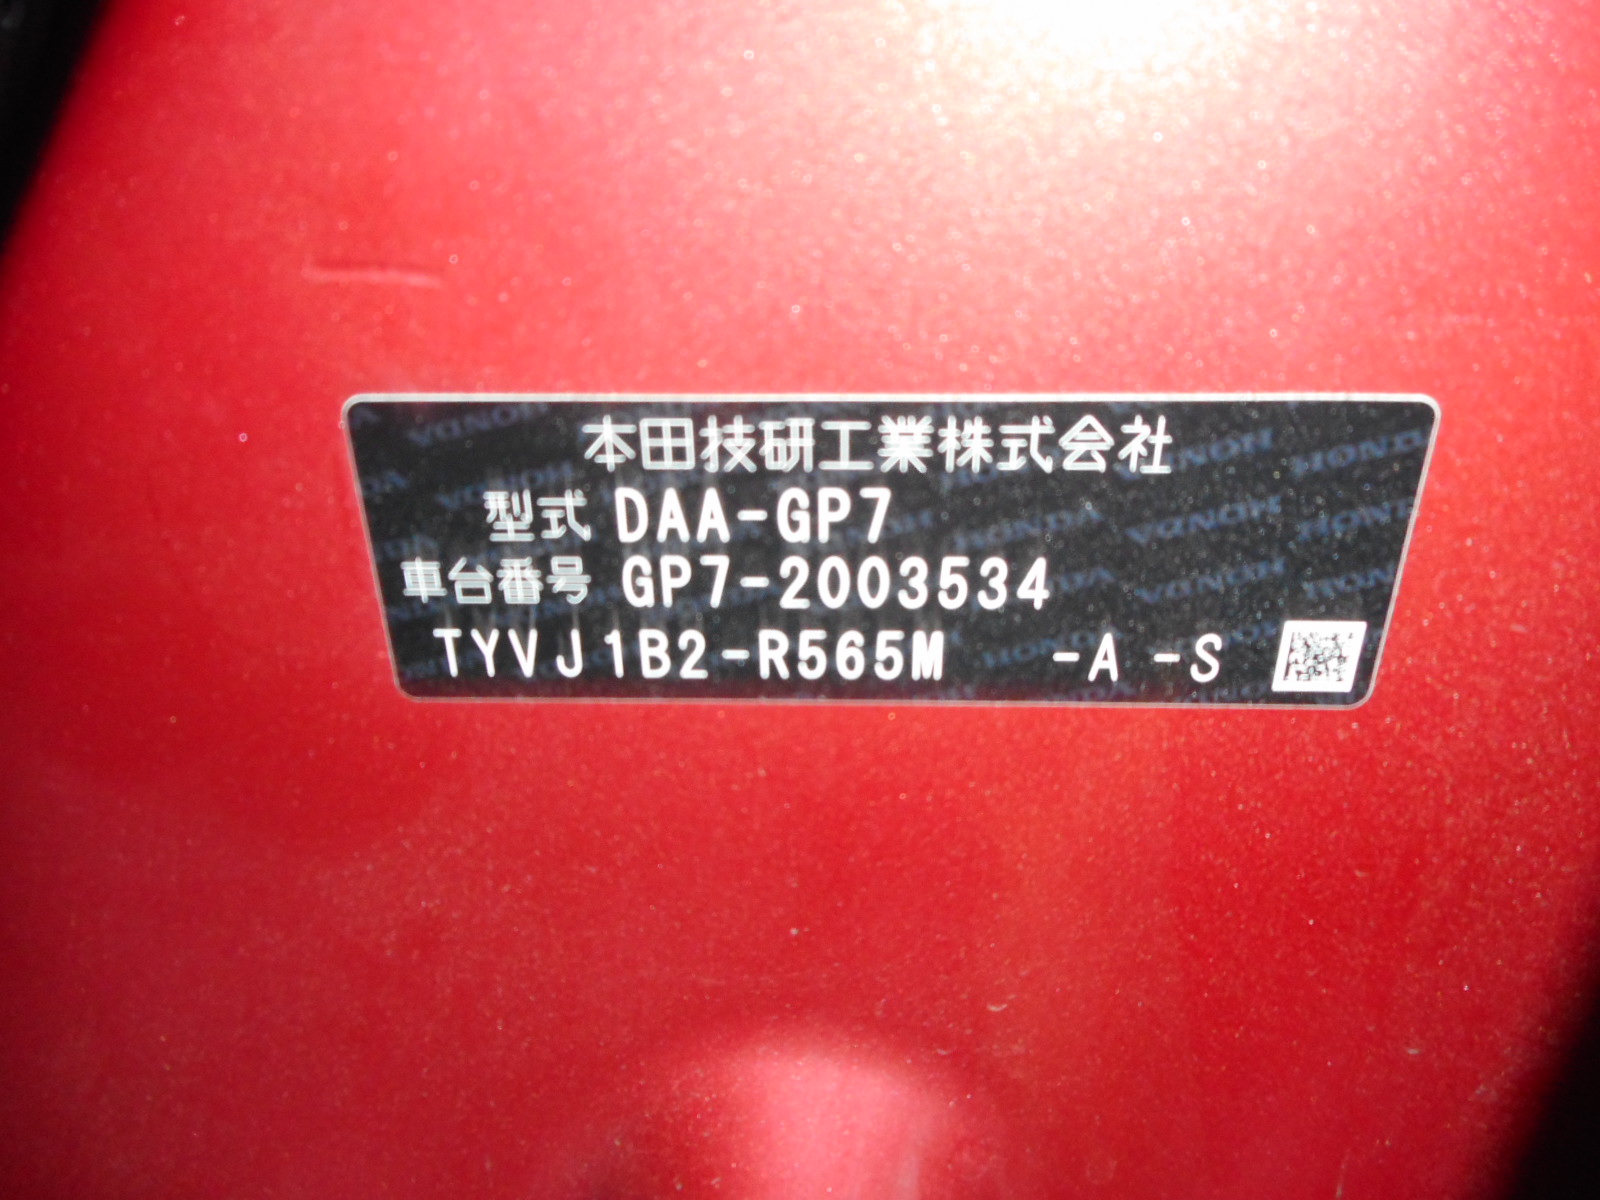 本田技研工業株式会社
型式 DAA-GP7
車台番号 GP7-2003534
TYVJ1B2-R565M -A -S